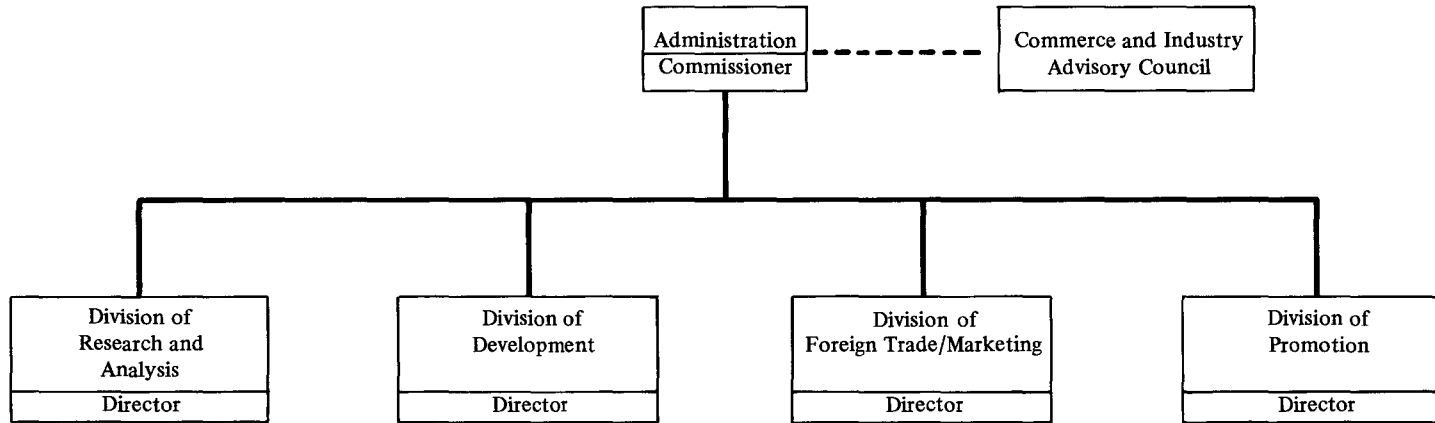 Administration
Commissioner
Commerce and Industry
Advisory Council
Division of
Research and
Analysis
Director
Division of
Development
Director
Division of
Foreign Trade/Marketing
Director
Division of
Promotion
Director